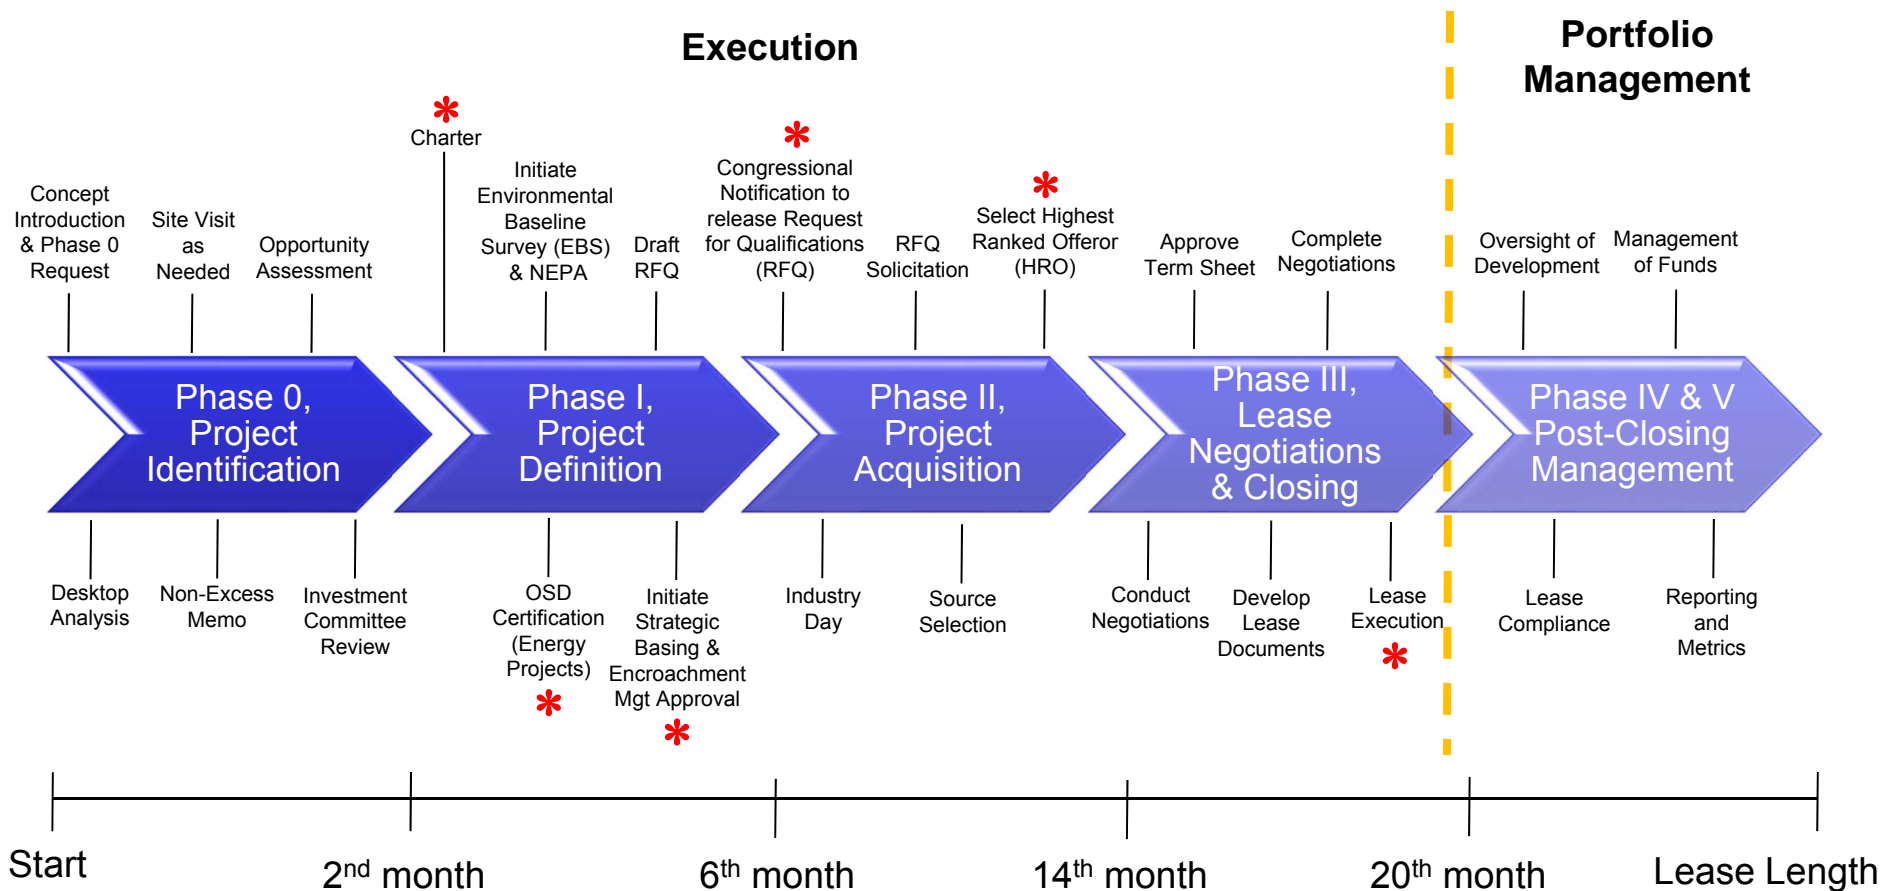 Execution
Portfolio
Management
Charter
Concept
Introduction
& Phase 0
Request
Site Visit
as
Needed
Opportunity
Assessment
Initiate
Environmental
Baseline
Survey (EBS)
& NEPA
Draft
RFQ
Congressional
Notification to
release Request
for Qualifications
(RFQ)
RFQ
Solicitation
Select Highest
Ranked Offeror
(HRO)
Approve
Term Sheet
Complete
Negotiations
Oversight of
Development
Management
of Funds
Phase 0,
Project
Identification
Phase I,
Project
Definition
Phase II,
Project
Acquisition
Phase III,
Lease
Negotiations
& Closing
Phase IV & V
Post-Closing
Management
Desktop
Analysis
Non-Excess
Memo
Investment
Committee
Review
OSD
Certification
(Energy
Projects)
Initiate
Strategic
Basing &
Encroachment
Mgt Approval
Industry
Day
Source
Selection
Conduct
Negotiations
Develop
Lease
Documents
Lease
Execution
Lease
Compliance
Reporting
and
Metrics
Start
2nd month
6th month
14th month
20th month
Lease Length